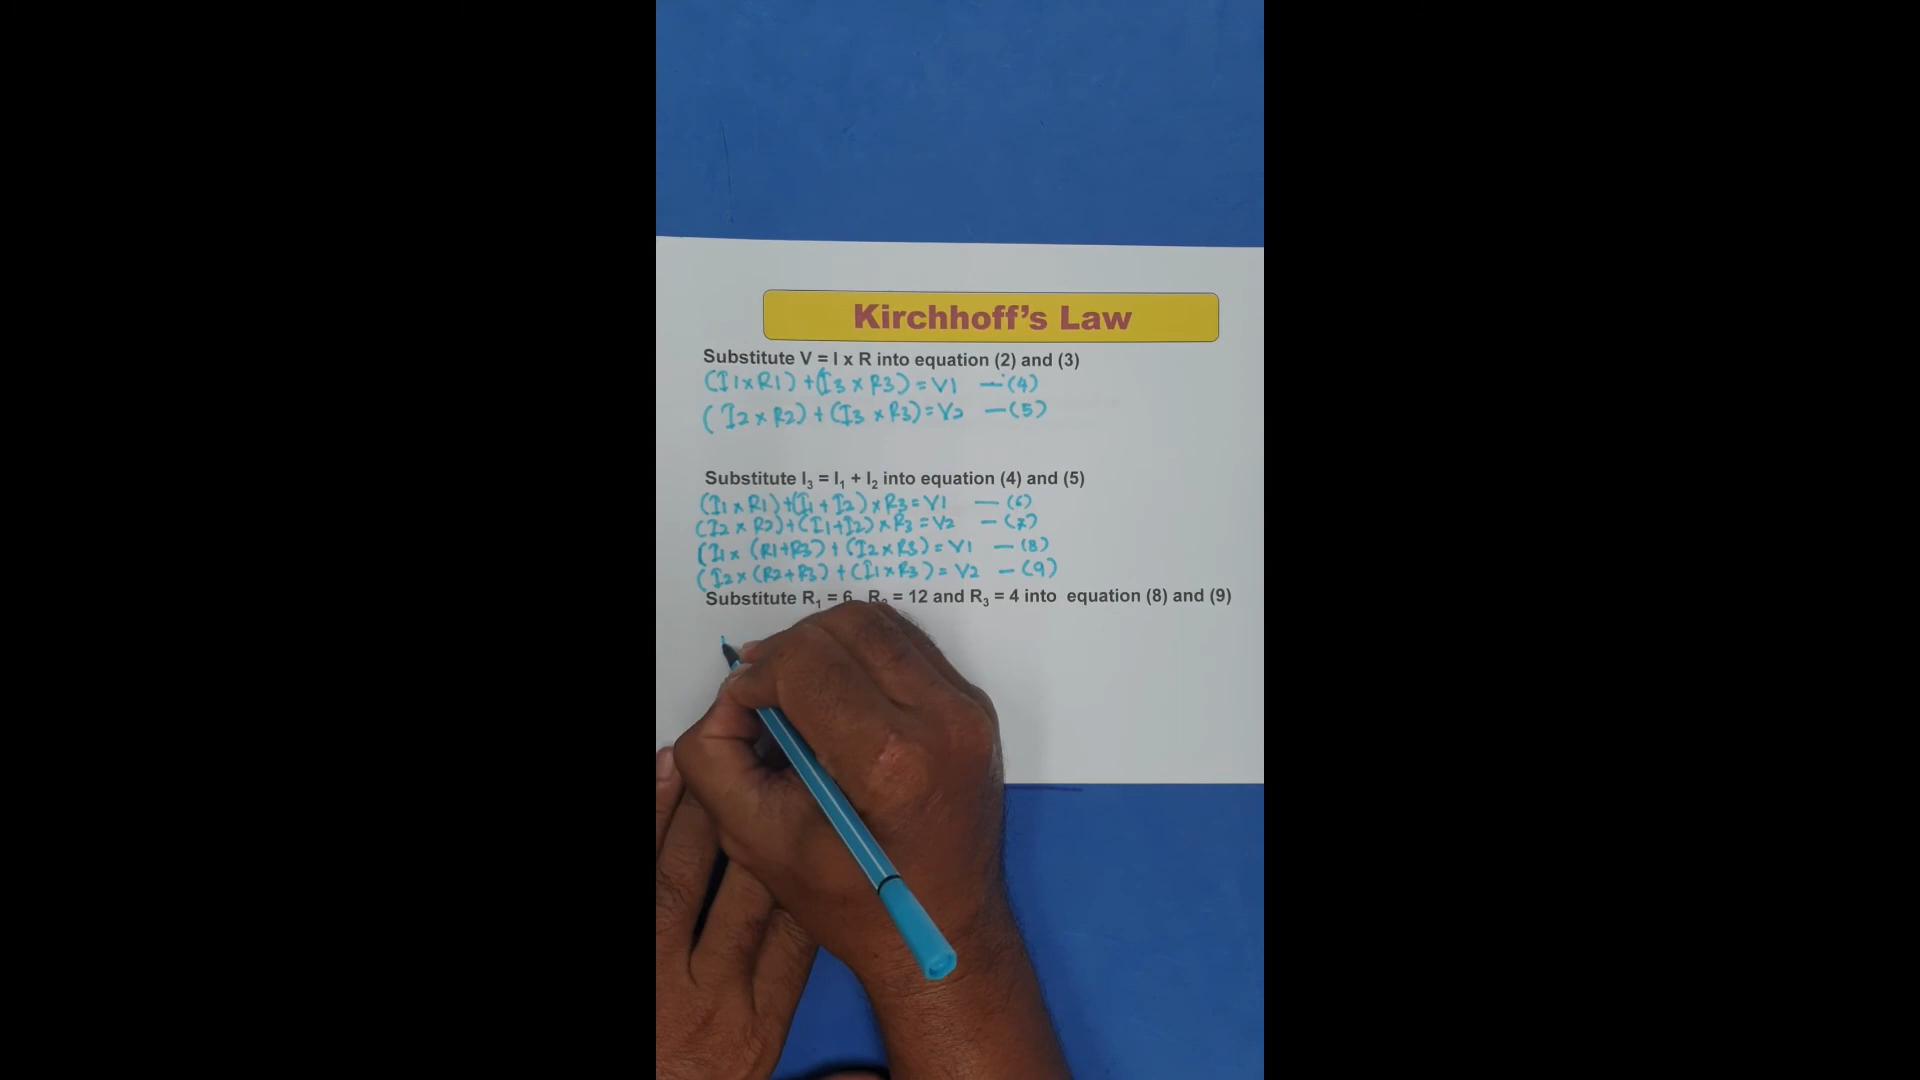 Kirchhoff's Law
Substitute V = I x R into equation (2) and (3)
(I1×R1) + (I3 × R3) = V1 — (4)
(I2 × R2) + (I3 × R3) = V2 — (5)
Substitute I₃ = I₁ + I₂ into equation (4) and (5)
(I1 × R1) + (I1 + I2) × R3 = V1 — (6)
(I2 × R2) + (I1+I2) × R3 = V2 — (7)
(I1 × (R1+R3) + (I2 × R3) = V1 — (8)
(I2 × (R2+R3) + (I1 × R3) = V2 — (9)
Substitute R₁ = 6 R₂ = 12 and R₃ = 4 into equation (8) and (9)